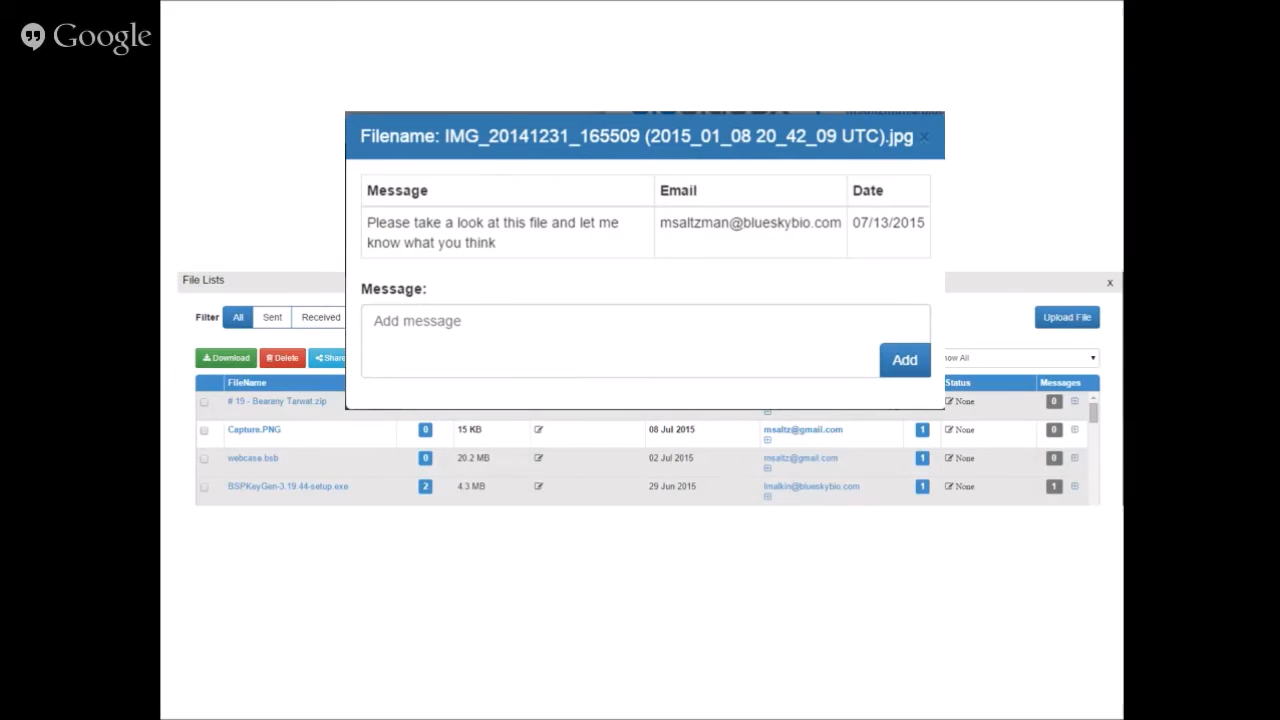 Google
Filename: IMG_20141231_165509 (2015_01_08 20_42_09 UTC).jpg ×
Message Email Date
Please take a look at this file and let me know what you think msaltzman@blueskybio.com 07/13/2015
Message:
Add message
Add
File Lists x
Filter All Sent Received Upload File
Download Delete Share Show All
FileName Status Messages
# 19 - Bearany Tarwat.zip None 0
Capture.PNG 0 15 KB 08 Jul 2015 msaltz@gmail.com 1 None 0
webcase.bsb 0 20.2 MB 02 Jul 2015 msaltz@gmail.com 1 None 0
BSPKeyGen-3.19.44-setup.exe 2 4.3 MB 29 Jun 2015 lmalkin@blueskybio.com 1 None 1